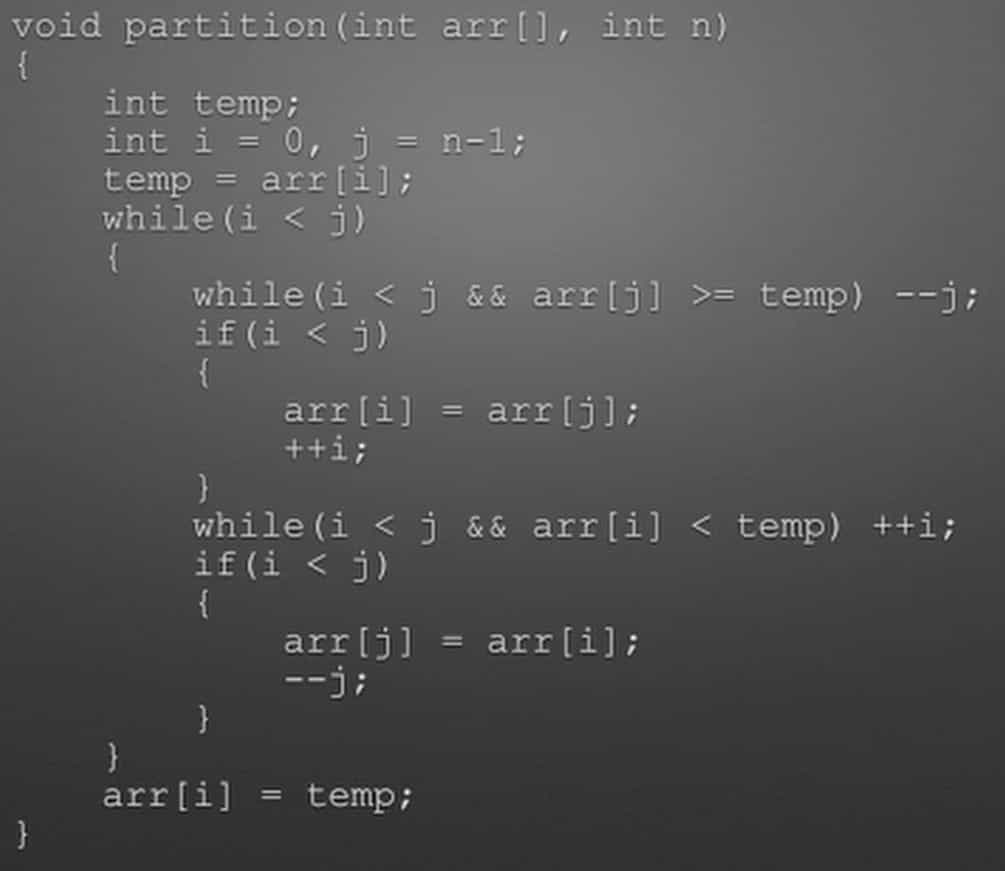 void partition(int arr[], int n)
{
    int temp;
    int i = 0, j = n-1;
    temp = arr[i];
    while(i < j)
    {
        while(i < j && arr[j] >= temp) --j;
        if(i < j)
        {
            arr[i] = arr[j];
            ++i;
        }
        while(i < j && arr[i] < temp) ++i;
        if(i < j)
        {
            arr[j] = arr[i];
            --j;
        }
    }
    arr[i] = temp;
}